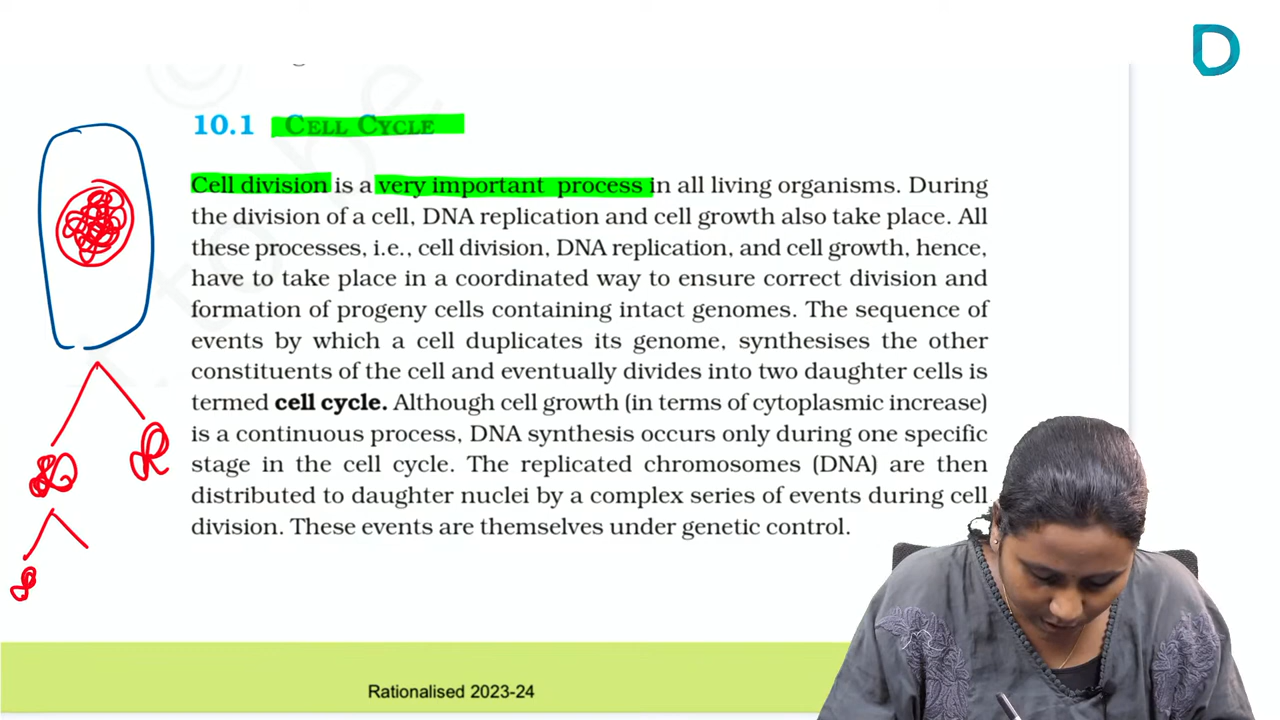 D
10.1 CELL CYCLE
Cell division is a very important process in all living organisms. During
the division of a cell, DNA replication and cell growth also take place. All
these processes, i.e., cell division, DNA replication, and cell growth, hence,
have to take place in a coordinated way to ensure correct division and
formation of progeny cells containing intact genomes. The sequence of
events by which a cell duplicates its genome, synthesises the other
constituents of the cell and eventually divides into two daughter cells is
termed cell cycle. Although cell growth (in terms of cytoplasmic increase)
is a continuous process, DNA synthesis occurs only during one specific
stage in the cell cycle. The replicated chromosomes (DNA) are then
distributed to daughter nuclei by a complex series of events during cell
division. These events are themselves under genetic control.
Rationalised 2023-24